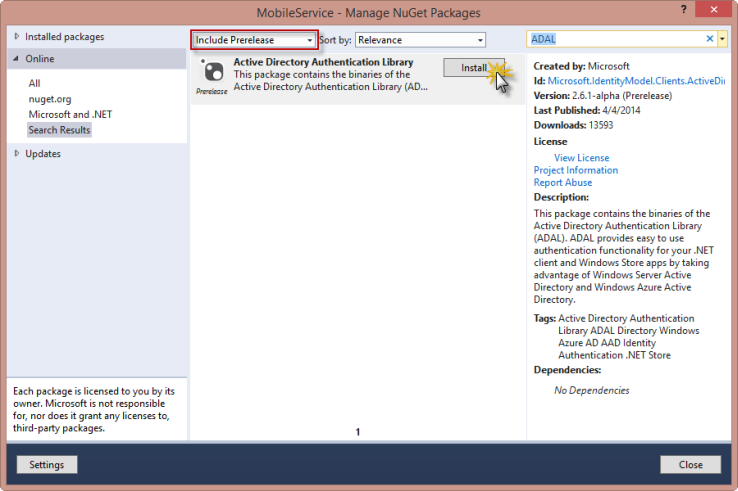 MobileService - Manage NuGet Packages
?
Installed packages
Online
All
nuget.org
Microsoft and .NET
Search Results
Updates
Each package is licensed to you by its
owner. Microsoft is not responsible
for, nor does it grant any licenses to,
third-party packages.
Include Prerelease
Sort by: Relevance
Active Directory Authentication Library
This package contains the binaries of the
Active Directory Authentication Library (AD...
Prerelease
Install
1
ADAL
Created by: Microsoft
Id: Microsoft.IdentityModel.Clients.ActiveDi
Version: 2.6.1-alpha (Prerelease)
Last Published: 4/4/2014
Downloads: 13593
License
View License
Project Information
Report Abuse
Description:
This package contains the binaries of the
Active Directory Authentication Library
(ADAL). ADAL provides easy to use
authentication functionality for your .NET
client and Windows Store apps by taking
advantage of Windows Server Active
Directory and Windows Azure Active
Directory.
Tags: Active Directory Authentication
Library ADAL Directory Windows
Azure AD AAD Identity
Authentication .NET Store
Dependencies:
No Dependencies
Settings
Close